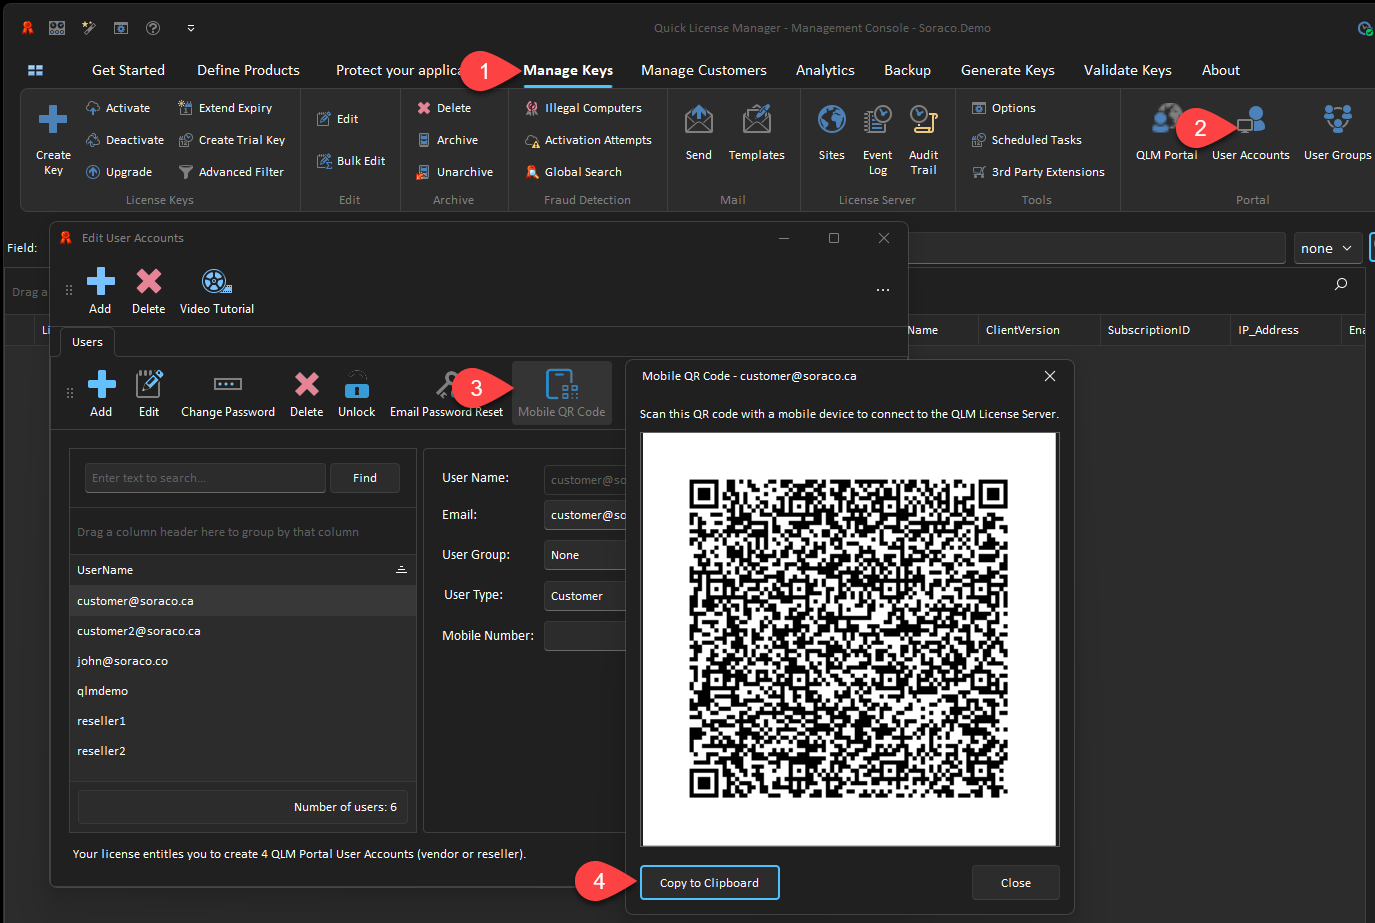 Quick License Manager - Management Console - Soraco.Demo
Get Started
Define Products
Protect your applica
1
Manage Keys
Manage Customers
Analytics
Backup
Generate Keys
Validate Keys
About
Create
Key
Activate
Deactivate
Upgrade
Extend Expiry
Create Trial Key
Advanced Filter
License Keys
Edit
Bulk Edit
Edit
Delete
Archive
Unarchive
Archive
Illegal Computers
Activation Attempts
Global Search
Fraud Detection
Send
Templates
Mail
Sites
Event
Log
Audit
Trail
License Server
Options
Scheduled Tasks
3rd Party Extensions
Tools
2
QLM Portal
User Accounts
User Groups
Portal
Field:
none
Drag a
Li
Name
ClientVersion
SubscriptionID
IP_Address
Ena
Edit User Accounts
Add
Delete
Video Tutorial
...
Users
Add
Edit
Change Password
Delete
Unlock
Email Password Reset
3
Mobile QR Code
Enter text to search...
Find
Drag a column header here to group by that column
UserName
customer@soraco.ca
customer2@soraco.ca
john@soraco.co
qlmdemo
reseller1
reseller2
Number of users: 6
User Name:
customer@so
Email:
customer@so
User Group:
None
User Type:
Customer
Mobile Number:
Your license entitles you to create 4 QLM Portal User Accounts (vendor or reseller).
Mobile QR Code - customer@soraco.ca
Scan this QR code with a mobile device to connect to the QLM License Server.
4
Copy to Clipboard
Close